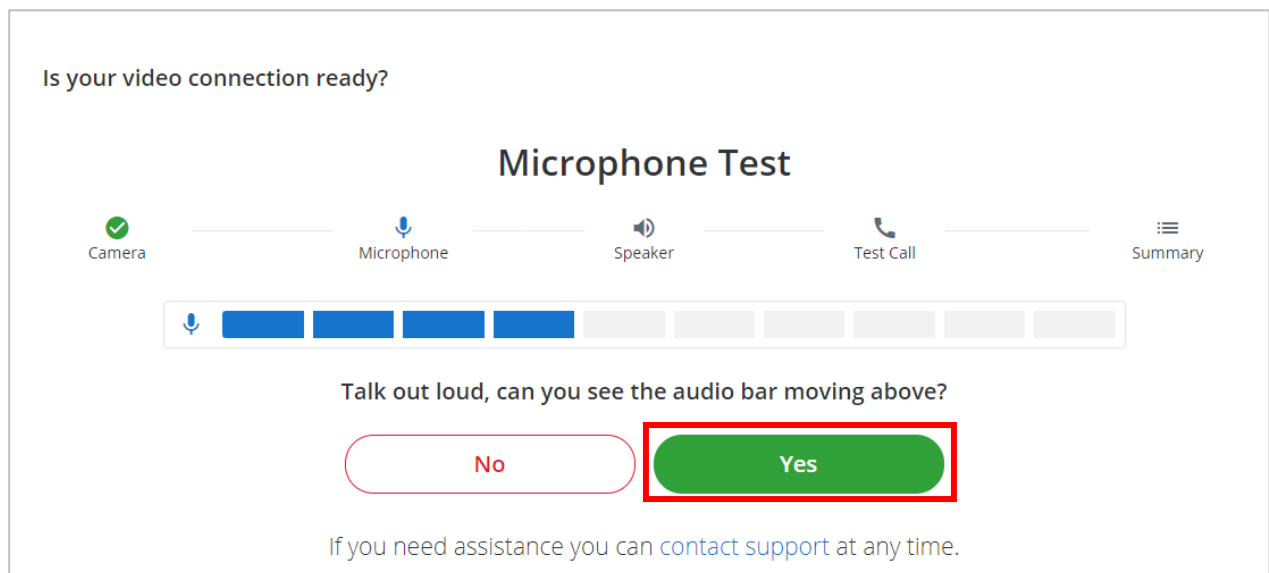 Is your video connection ready?
Microphone Test
Camera
Microphone
Speaker
Test Call
Summary
Talk out loud, can you see the audio bar moving above?
No
Yes
If you need assistance you can contact support at any time.